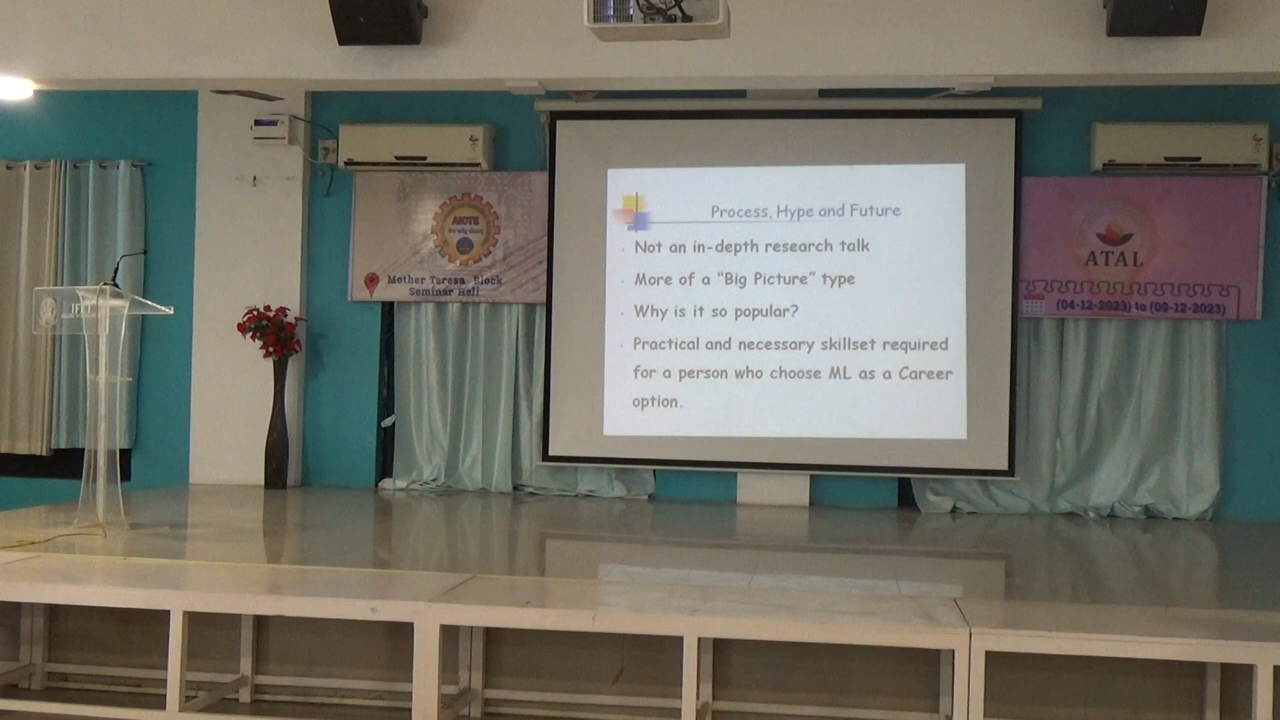 AICTE
Mother Teresa Block
Seminar Hall
Process, Hype and Future
Not an in-depth research talk
More of a "Big Picture" type
Why is it so popular?
Practical and necessary skillset required
for a person who choose ML as a Career
option.
ATAL
(04-12-2023) to (09-12-2023)